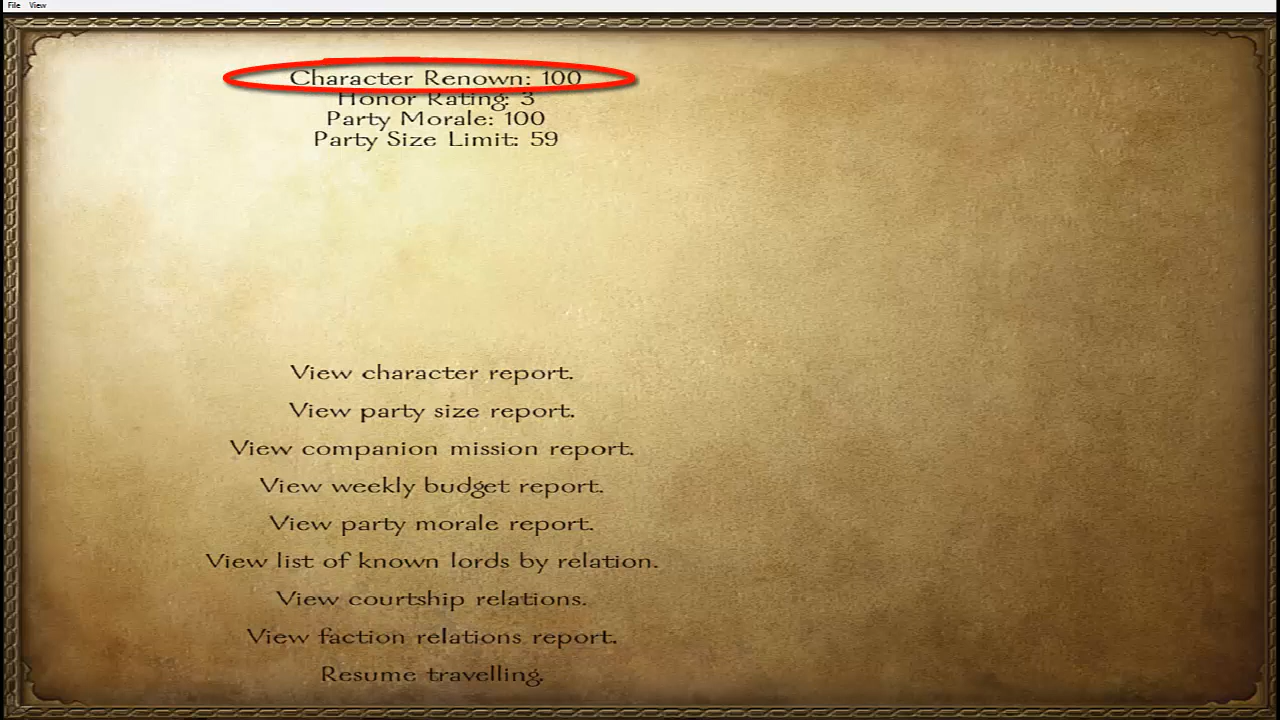 File View
Character Renown: 100
Honor Rating: 3
Party Morale: 100
Party Size Limit: 59
View character report.
View party size report.
View companion mission report.
View weekly budget report.
View party morale report.
View list of known lords by relation.
View courtship relations.
View faction relations report.
Resume travelling.